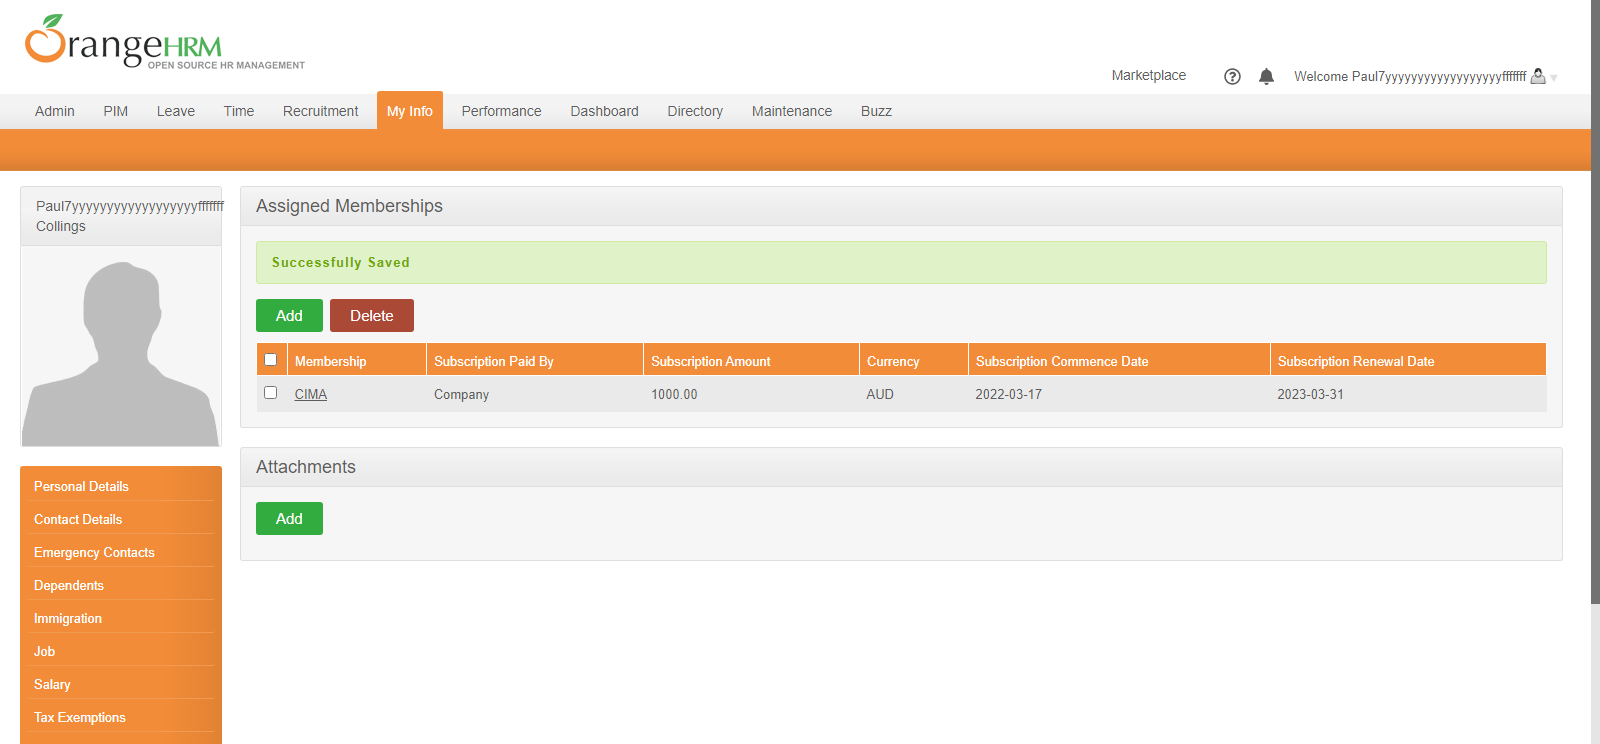 OrangeHRM
OPEN SOURCE HR MANAGEMENT
Marketplace
Welcome Paul7yyyyyyyyyyyyyyyyyyfffffff
Admin PIM Leave Time Recruitment My Info Performance Dashboard Directory Maintenance Buzz
Paul7yyyyyyyyyyyyyyyyyyfffffff
Collings
Assigned Memberships
Successfully Saved
Add Delete
Membership Subscription Paid By Subscription Amount Currency Subscription Commence Date Subscription Renewal Date
CIMA Company 1000.00 AUD 2022-03-17 2023-03-31
Attachments
Add
Personal Details
Contact Details
Emergency Contacts
Dependents
Immigration
Job
Salary
Tax Exemptions